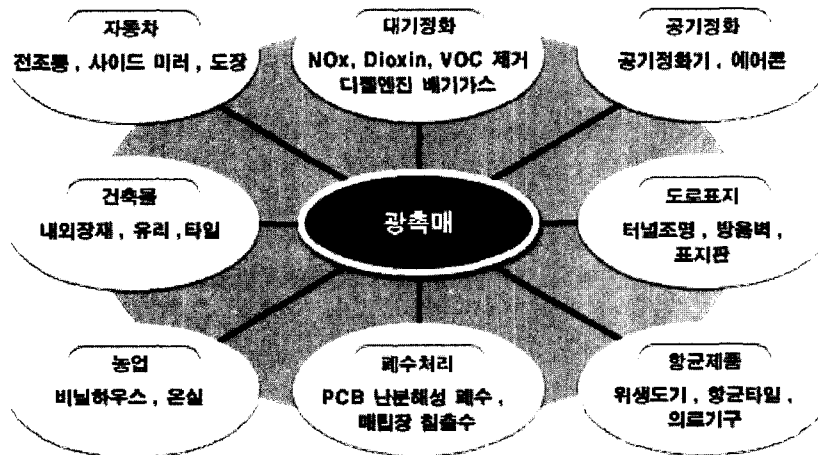 자동차
전조등 , 사이드 미러 , 도장
대기정화
NOx, Dioxin, VOC 제거
디젤엔진 배기가스
공기정화
공기정화기 , 에어콘
건축물
내외장재 , 유리 ,타일
광촉매
도로표지
터널조명 , 방음벽 ,
표지판
농업
비닐하우스 , 온실
폐수처리
PCB 난분해성 폐수 ,
매립장 침출수
항균제품
위생도기 , 항균타일 ,
의료기구